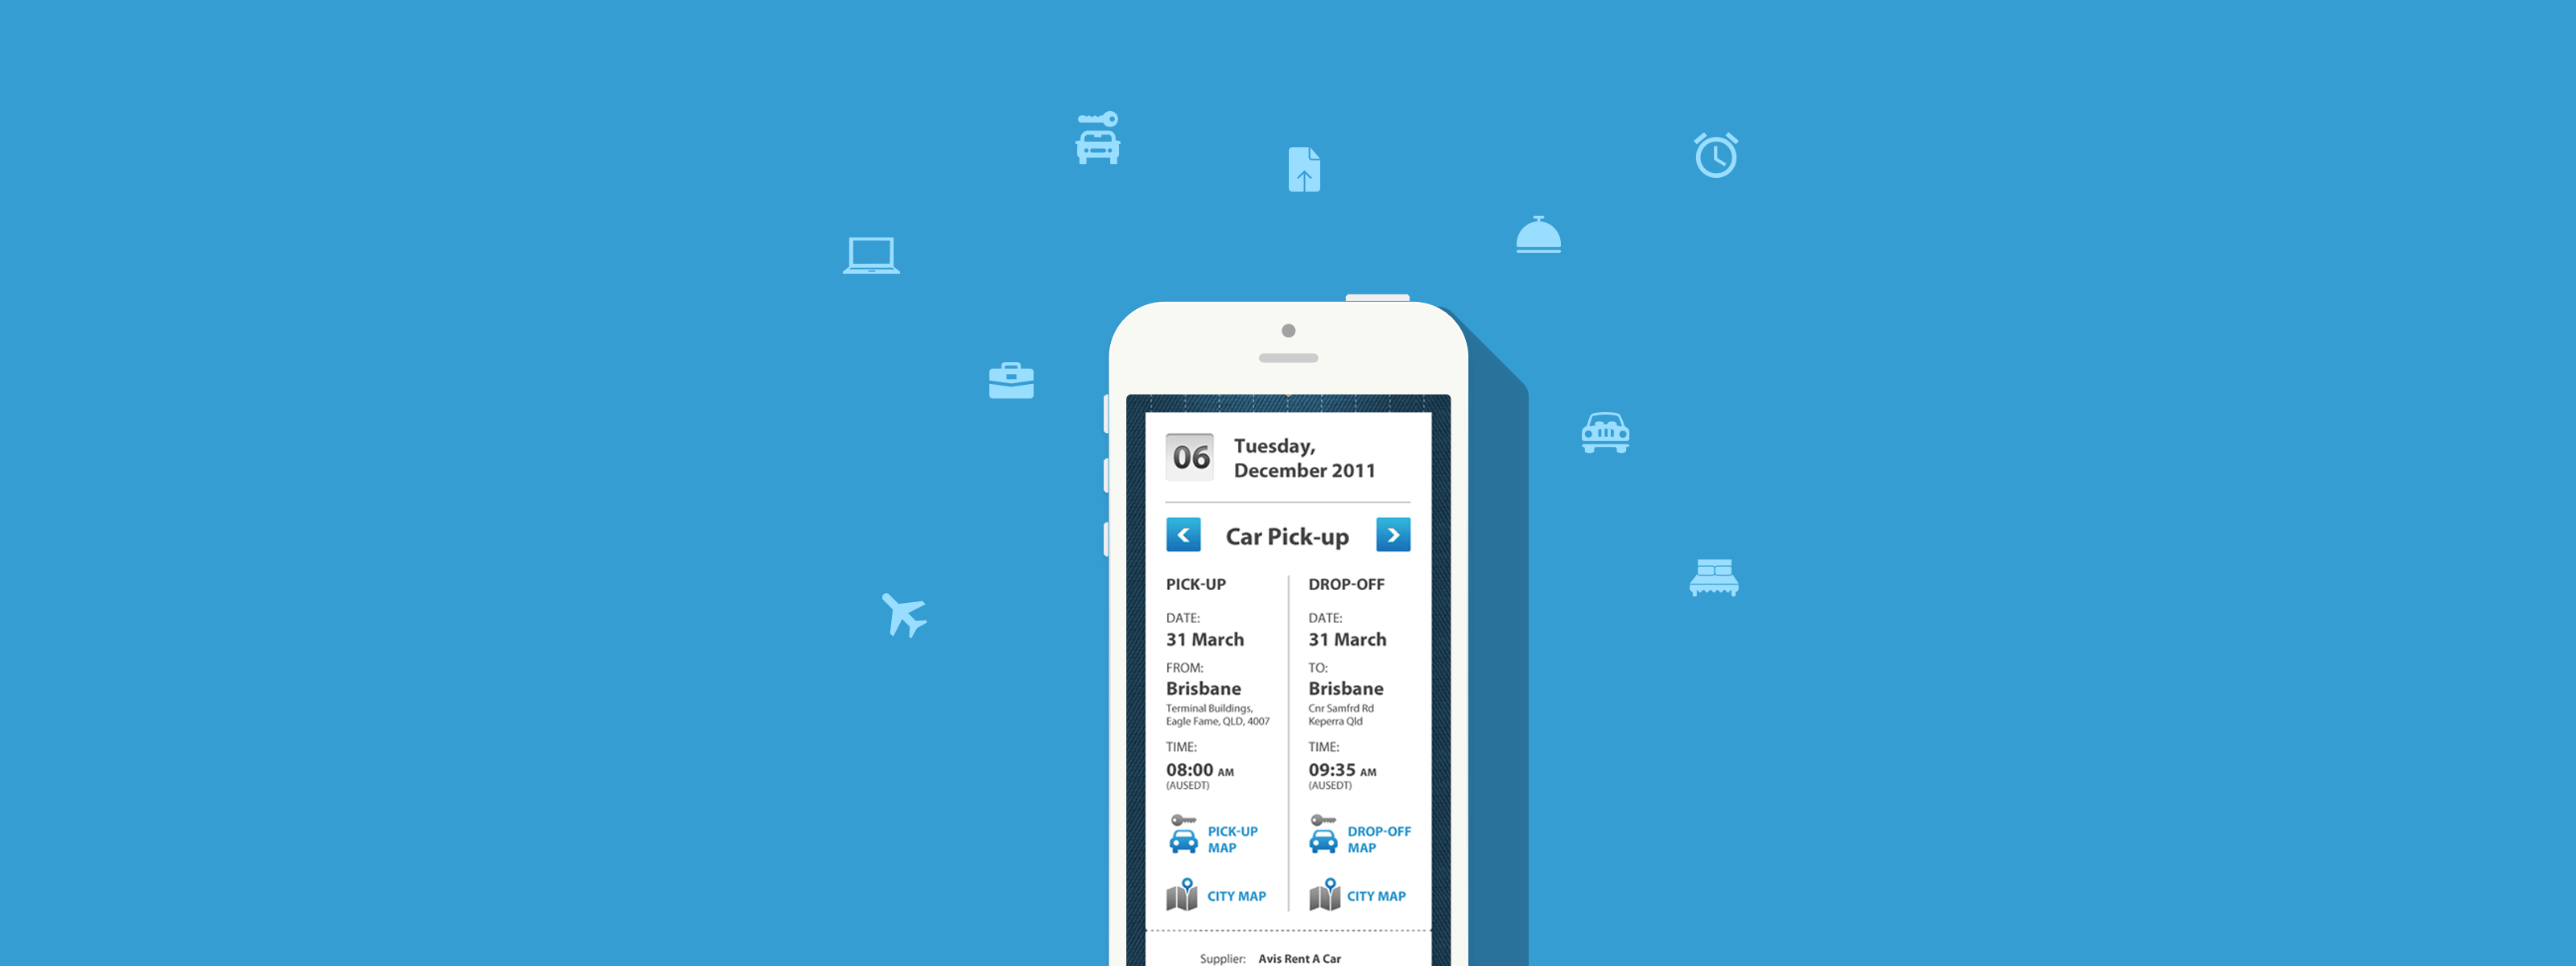 06
Tuesday,
December 2011
Car Pick-up
PICK-UP
DATE:
31 March
FROM:
Brisbane
Terminal Buildings,
Eagle Fame, QLD, 4007
TIME:
08:00 AM
(AUSEDT)
PICK-UP
MAP
CITY MAP
DROP-OFF
DATE:
31 March
TO:
Brisbane
Cnr Samfrd Rd
Keperra Qld
TIME:
09:35 AM
(AUSEDT)
DROP-OFF
MAP
CITY MAP
Supplier: Avis Rent A Car